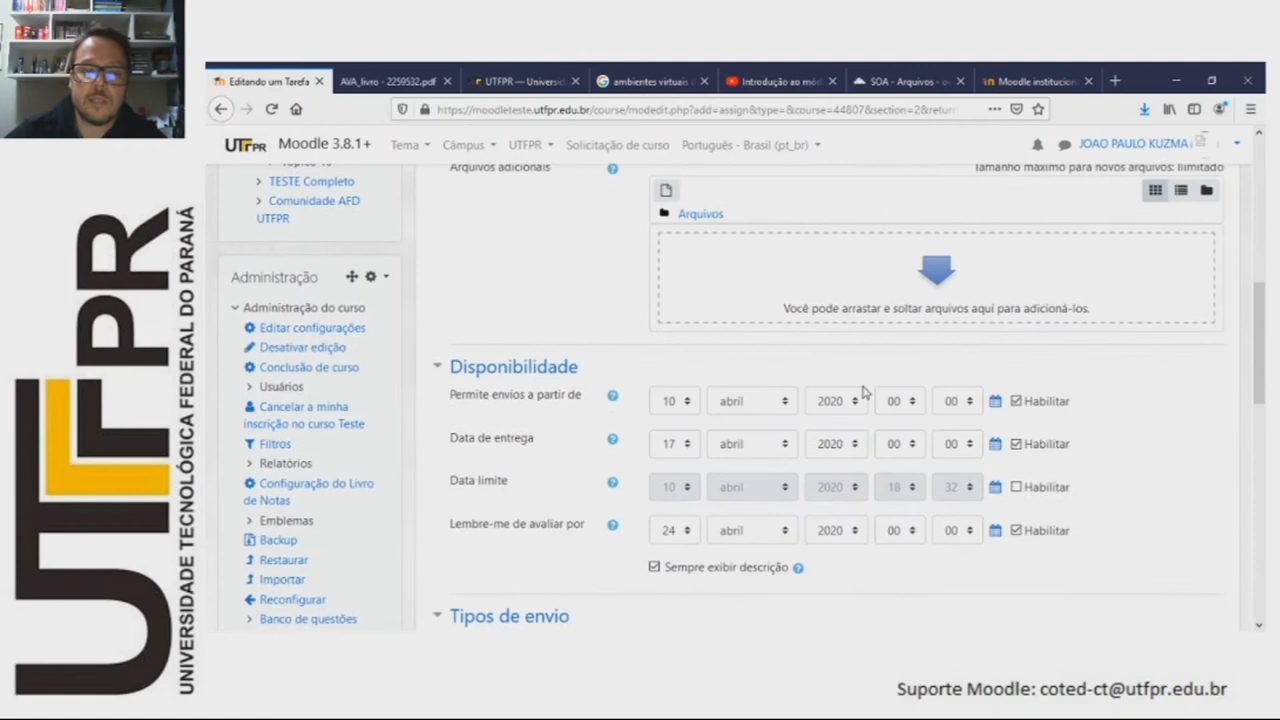 Editando um Tarefa
AVA_livro - 2259532.pdf
UTFPR — Universi
ambientes virtuais
Introdução ao mód
SOA - Arquivos - o
Moodle institucion
https://moodleteste.utfpr.edu.br/course/modedit.php?add=assign&type=&course=44807&section=2&return
UTFPR Moodle 3.8.1+ Tema Câmpus UTFPR Solicitação de curso Português - Brasil (pt_br) JOAO PAULO KUZMA
Tópico 10
TESTE Completo
Comunidade AFD
UTFPR
Administração
Administração do curso
Editar configurações
Desativar edição
Conclusão de curso
Usuários
Cancelar a minha
inscrição no curso Teste
Filtros
Relatórios
Configuração do Livro
de Notas
Emblemas
Backup
Restaurar
Importar
Reconfigurar
Banco de questões
Arquivos adicionais
Tamanho máximo para novos arquivos: Ilimitado
Arquivos
Você pode arrastar e soltar arquivos aqui para adicioná-los.
Disponibilidade
Permite envios a partir de 10 abril 2020 00 00 Habilitar
Data de entrega 17 abril 2020 00 00 Habilitar
Data limite 10 abril 2020 18 32 Habilitar
Lembre-me de avaliar por 24 abril 2020 00 00 Habilitar
Sempre exibir descrição
Tipos de envio
UTFPR
UNIVERSIDADE TECNOLÓGICA FEDERAL DO PARANÁ
Suporte Moodle: coted-ct@utfpr.edu.br